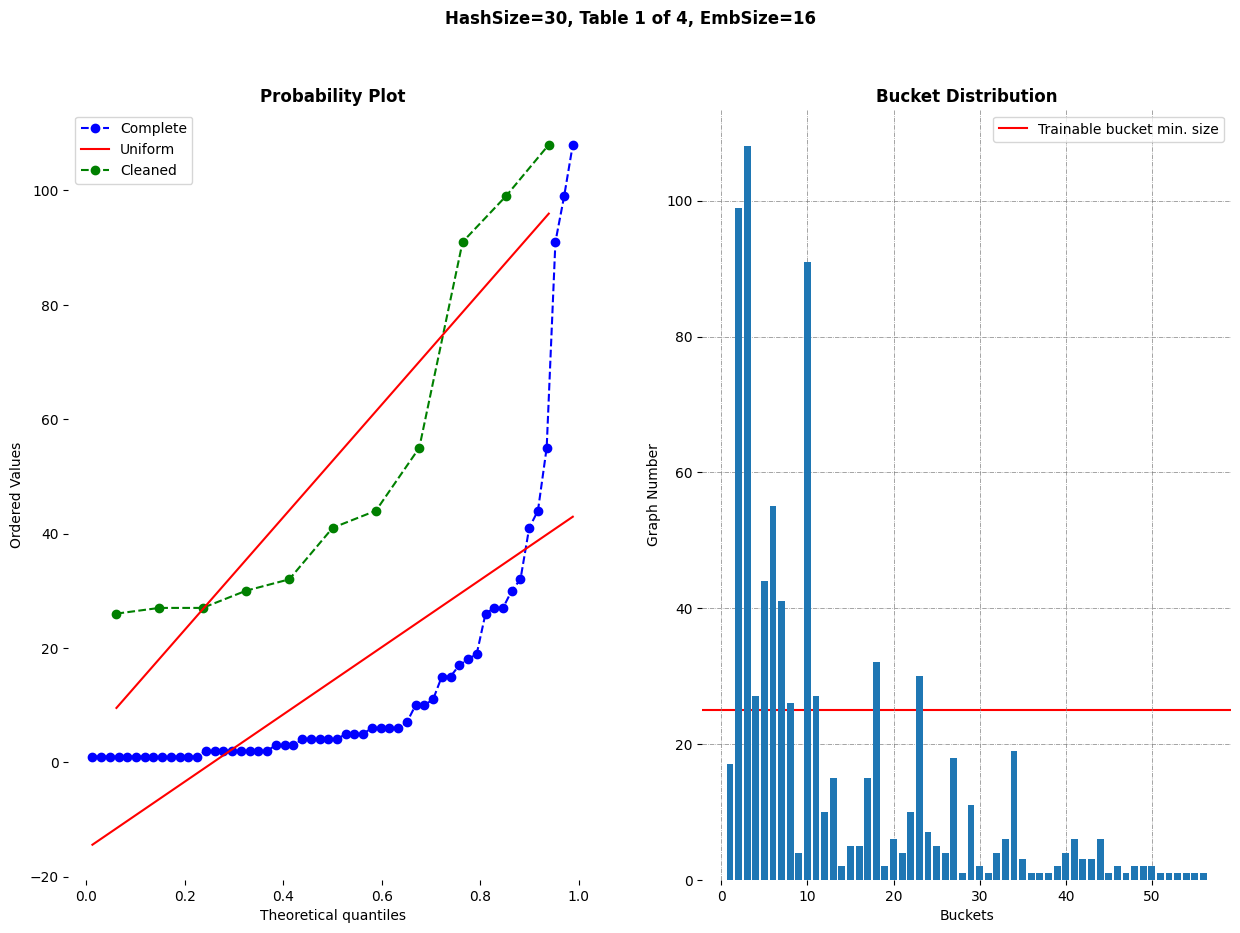 HashSize=30, Table 1 of 4, EmbSize=16
Probability Plot
Complete
Uniform
Cleaned
100
80
60
40
20
0
−20
Ordered Values
0.0 0.2 0.4 0.6 0.8 1.0
Theoretical quantiles
Bucket Distribution
Trainable bucket min. size
100
80
60
40
20
0
Graph Number
0 10 20 30 40 50
Buckets